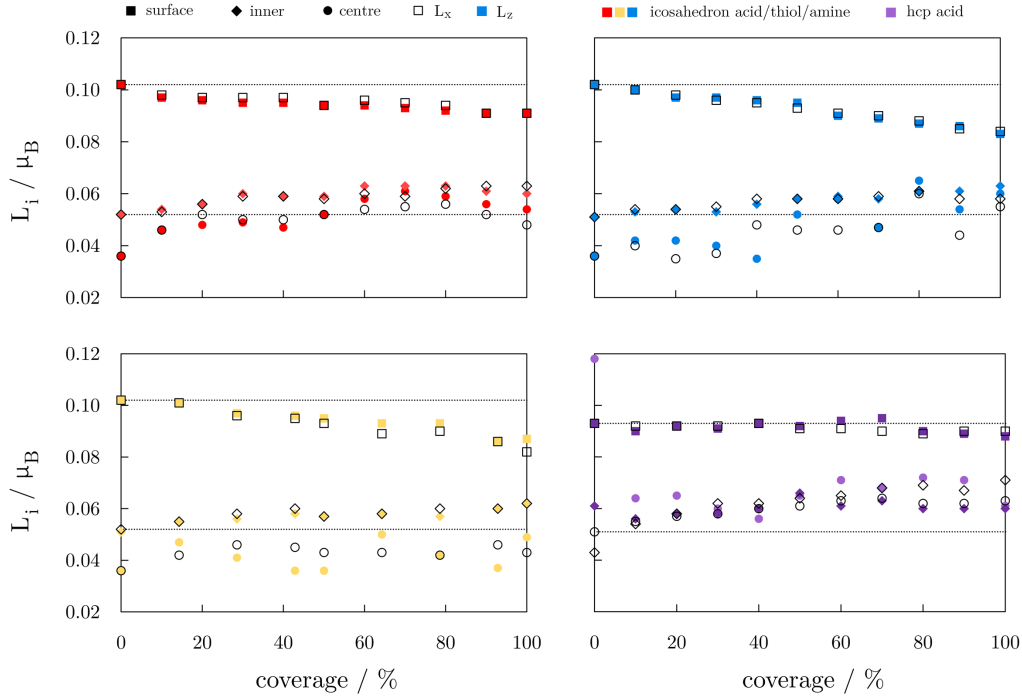 surface inner centre Lx Lz icosahedron acid/thiol/amine hcp acid
0.12
0.10
0.08
0.06
0.04
0.02
Li / μB
0.12
0.10
0.08
0.06
0.04
0.02
0 20 40 60 80 100
0 20 40 60 80 100
Li / μB
coverage / %
coverage / %